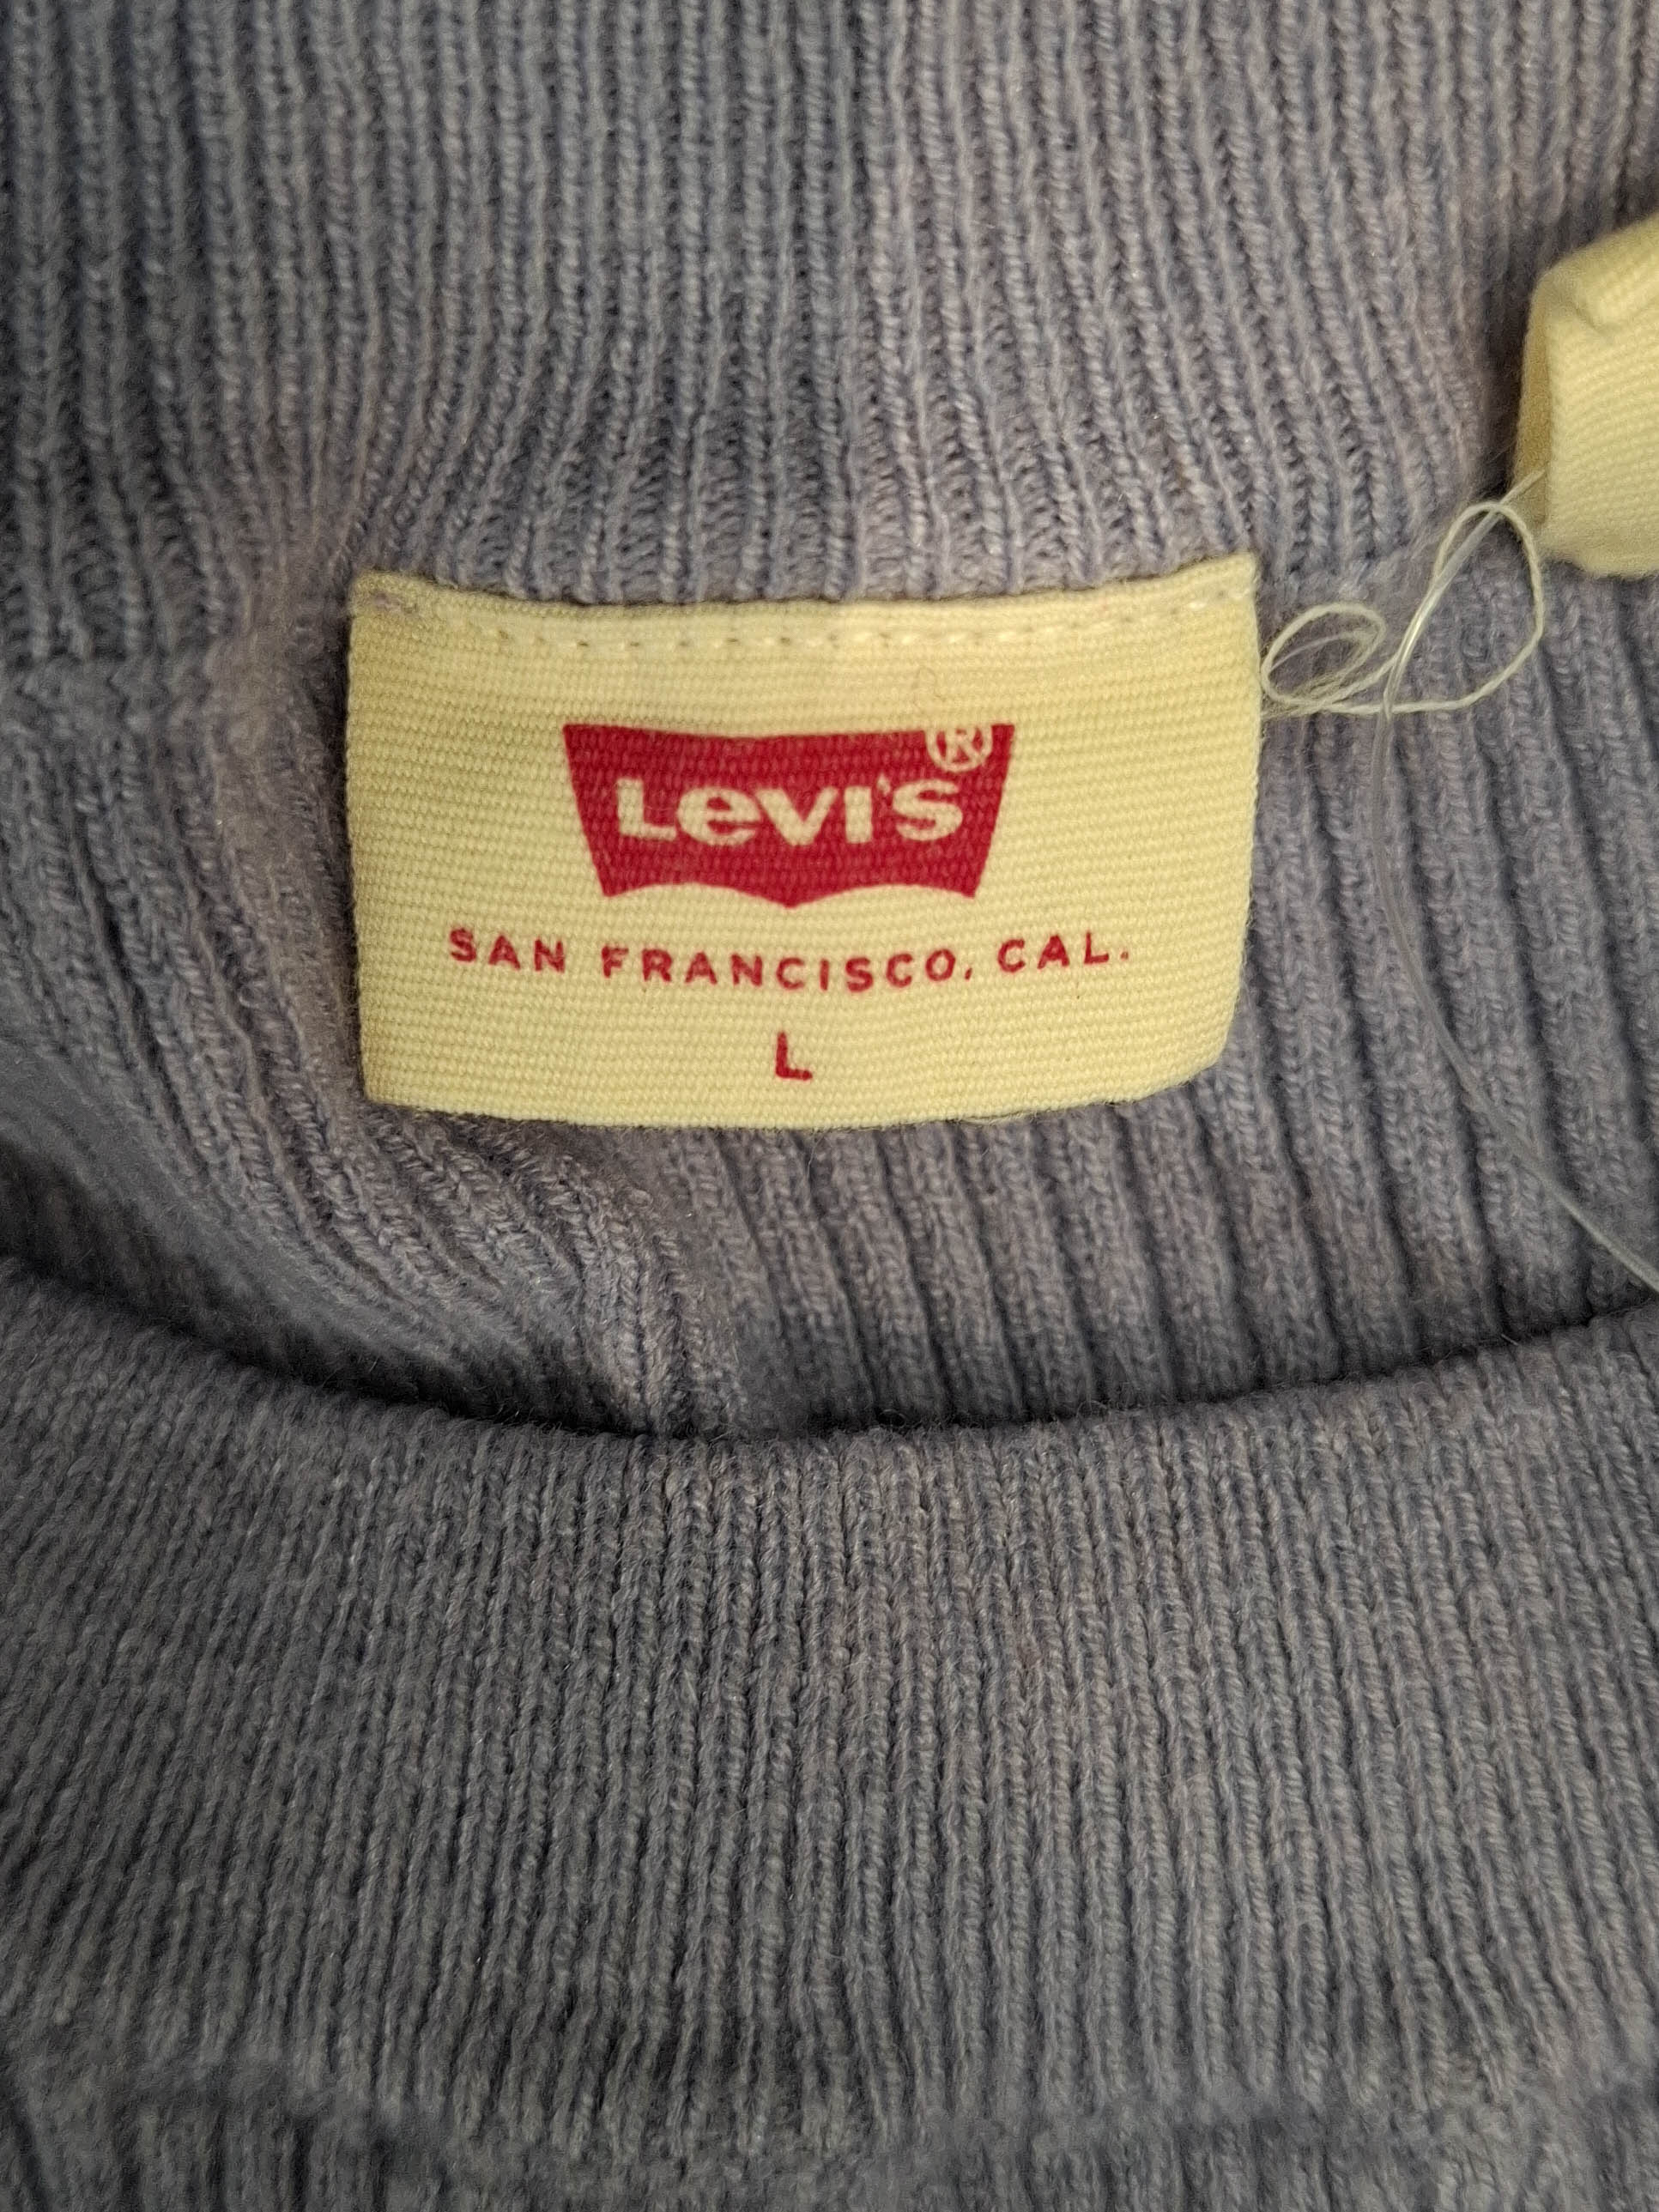 Levi's®
SAN FRANCISCO, CAL.
L